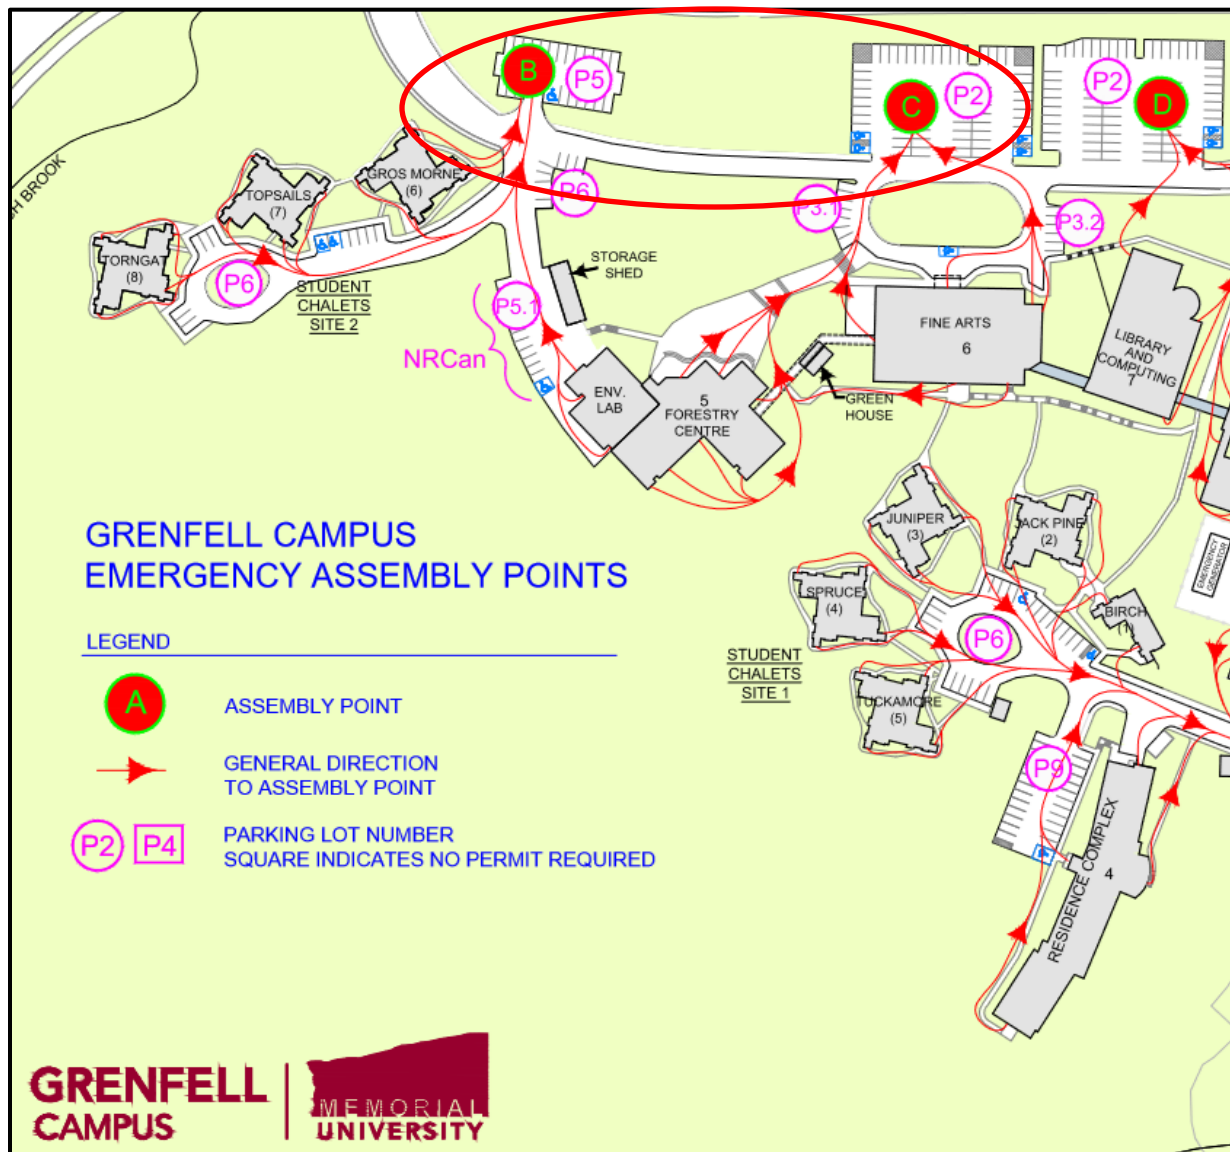 B
P5
C
P2
P2
D
GH BROOK
GROS MORNE
(6)
TOPSAILS
(7)
TORNGAT
(8)
P6
P6
P3.1
P3.2
STUDENT
CHALETS
SITE 2
STORAGE
SHED
P5.1
NRCan
FINE ARTS
6
LIBRARY
AND
COMPUTING
7
ENV.
LAB
5
FORESTRY
CENTRE
GREEN
HOUSE
GRENFELL CAMPUS
EMERGENCY ASSEMBLY POINTS
LEGEND
A
ASSEMBLY POINT
GENERAL DIRECTION
TO ASSEMBLY POINT
P2
P4
PARKING LOT NUMBER
SQUARE INDICATES NO PERMIT REQUIRED
JUNIPER
(3)
JACK PINE
(2)
SPRUCE
(4)
BIRCH
(1)
P6
STUDENT
CHALETS
SITE 1
TUCKAMORE
(5)
EMERGENCY
GENERATOR
P9
RESIDENCE COMPLEX
4
GRENFELL
CAMPUS
MEMORIAL
UNIVERSITY